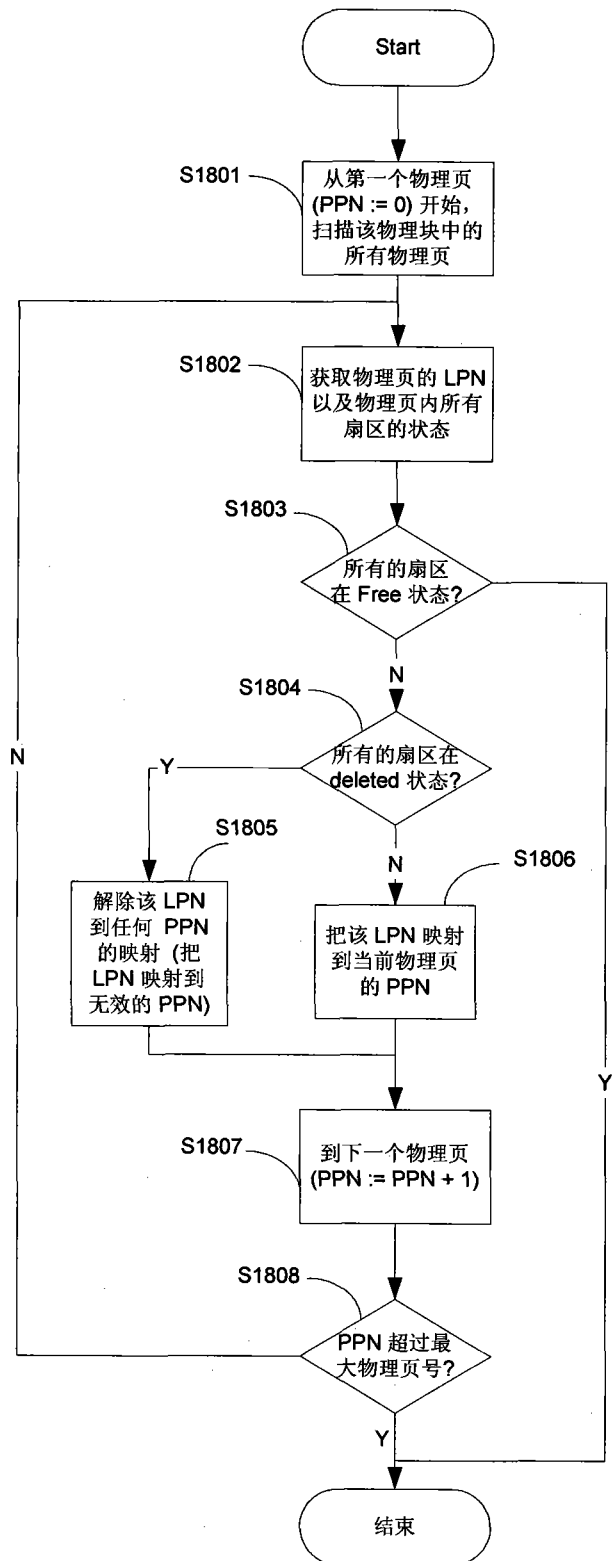 Start
S1801
从第一个物理页
(PPN := 0) 开始，
扫描该物理块中的
所有物理页
S1802
获取物理页的 LPN
以及物理页内所有
扇区的状态
S1803
所有的扇区
在 Free 状态?
Y
N
S1804
所有的扇区在
deleted 状态?
Y
N
N
S1805
解除该 LPN
到任何 PPN
的映射 (把
LPN 映射到
无效的 PPN)
S1806
把该 LPN 映射
到当前物理页
的 PPN
S1807
到下一个物理页
(PPN := PPN + 1)
S1808
PPN 超过最
大物理页号?
Y
结束